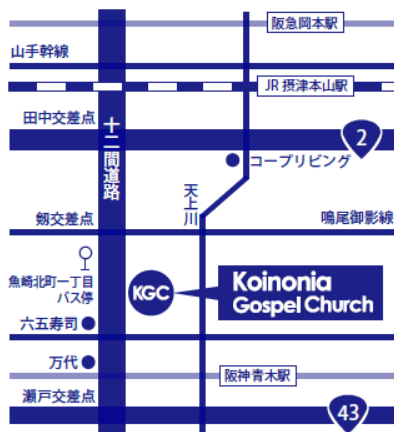 阪急岡本駅
山手幹線
JR 摂津本山駅
田中交差点
2
十二間道路
コープリビング
天上川
剱交差点
鳴尾御影線
魚崎北町一丁目
バス停
KGC
Koinonia
Gospel Church
六五寿司
万代
阪神青木駅
瀬戸交差点
43